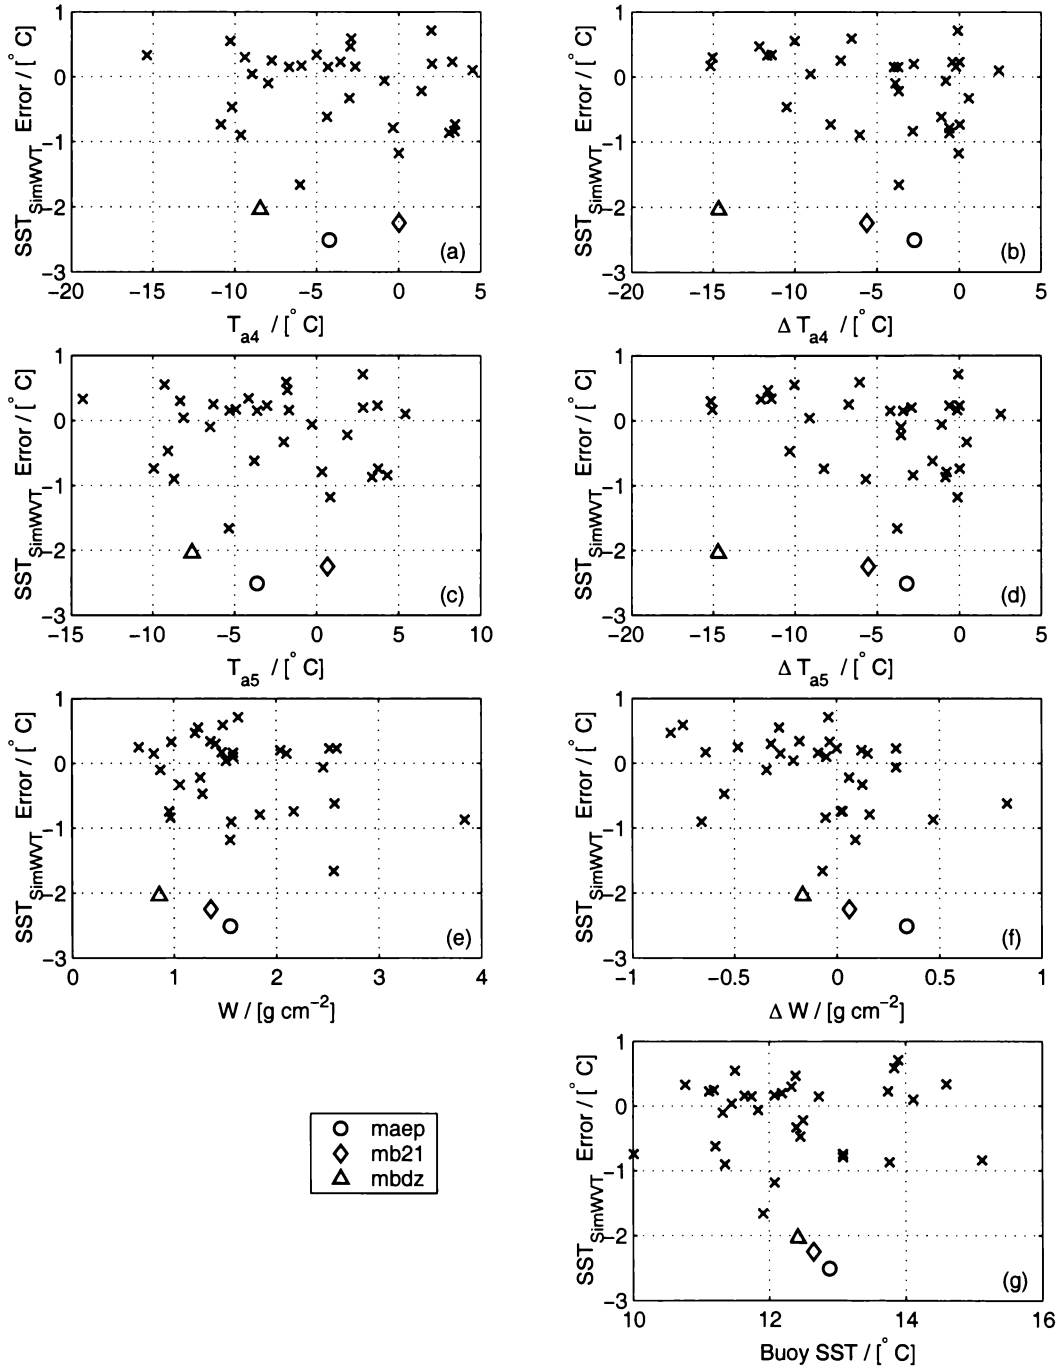 1
0
−1
−2
−3
SST_SimWVT Error / [° C]
(a)
−20 −15 −10 −5 0 5
T_a4 / [° C]
1
0
−1
−2
−3
(b)
−20 −15 −10 −5 0 5
Δ T_a4 / [° C]
1
0
−1
−2
−3
SST_SimWVT Error / [° C]
(c)
−15 −10 −5 0 5 10
T_a5 / [° C]
1
0
−1
−2
−3
SST_SimWVT Error / [° C]
(d)
−20 −15 −10 −5 0 5
Δ T_a5 / [° C]
1
0
−1
−2
−3
SST_SimWVT Error / [° C]
(e)
0 1 2 3 4
W / [g cm⁻²]
1
0
−1
−2
−3
SST_SimWVT Error / [° C]
(f)
−1 −0.5 0 0.5 1
Δ W / [g cm⁻²]
maep
mb21
mbdz
1
0
−1
−2
−3
SST_SimWVT Error / [° C]
(g)
10 12 14 16
Buoy SST / [° C]
SST_SimWVT Error / [° C]